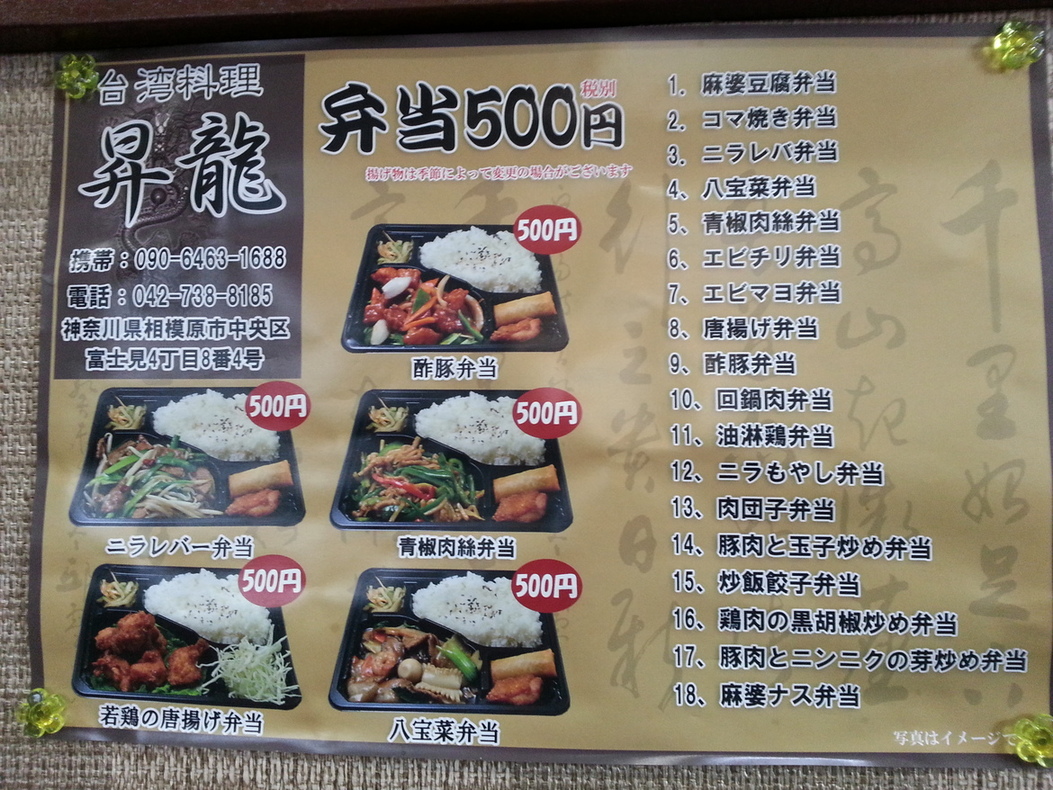 台湾料理
昇龍
携帯：090-6463-1688
電話：042-738-8185
神奈川県相模原市中央区
富士見4丁目8番4号
弁当500円
税別
揚げ物は季節によって変更の場合がございます
500円
酢豚弁当
500円
ニラレバー弁当
500円
青椒肉絲弁当
500円
若鶏の唐揚げ弁当
500円
八宝菜弁当
1. 麻婆豆腐弁当
2. コマ焼き弁当
3. ニラレバ弁当
4、八宝菜弁当
5、青椒肉絲弁当
6、エビチリ弁当
7、エビマヨ弁当
8、唐揚げ弁当
9、酢豚弁当
10、回鍋肉弁当
11、油淋鶏弁当
12、ニラもやし弁当
13、肉団子弁当
14、豚肉と玉子炒め弁当
15、炒飯餃子弁当
16、鶏肉の黒胡椒炒め弁当
17、豚肉とニンニクの芽炒め弁当
18、麻婆ナス弁当
写真はイメージで